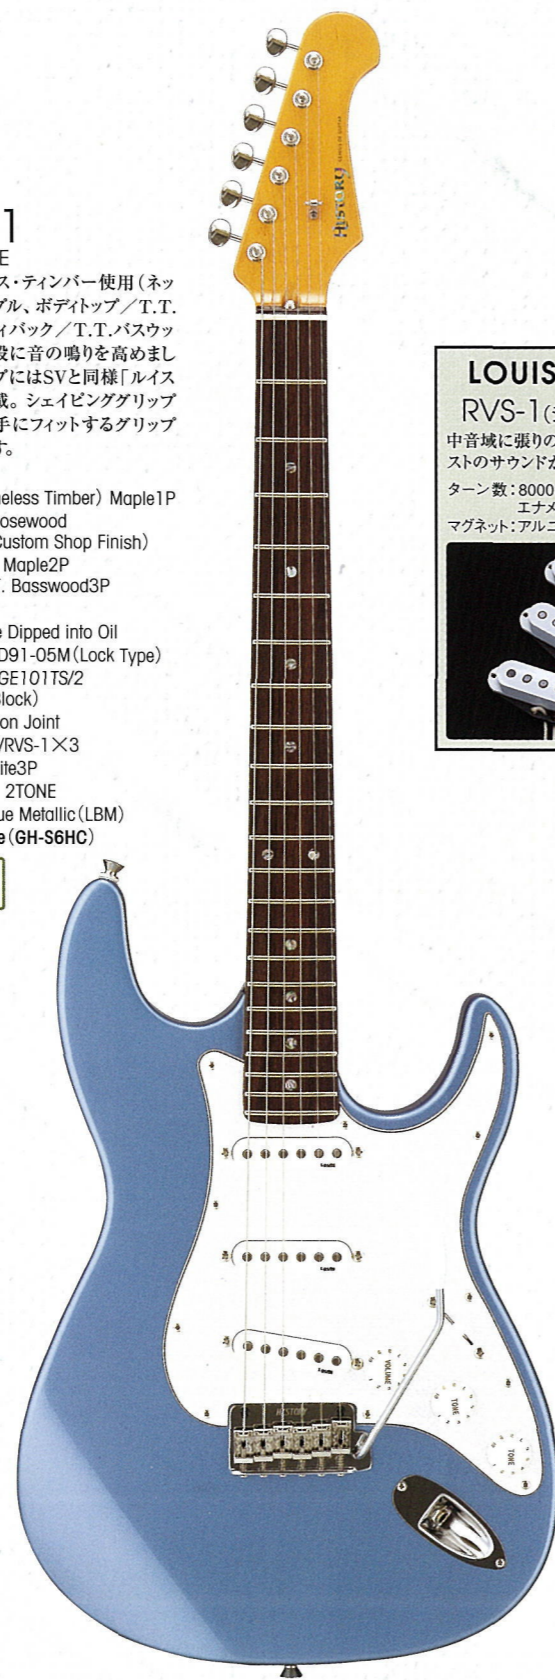 1
E
ス・ティンバー使用（ネッ
プル、ボディトップ／T.T.
ィバック／T.T.バスウッ
段に音の鳴りを高めまし
プにはSVと同様「ルイス
載。シェイピンググリップ
手にフィットするグリップ
す。
eless Timber) Maple1P
osewood
Custom Shop Finish)
Maple2P
. Basswood3P
e Dipped into Oil
D91-05M(Lock Type)
GE101TS/2
Block)
on Joint
/RVS-1×3
ite3P
2TONE
ue Metallic(LBM)
e(GH-S6HC)
HISTORY
LOUIS
RVS-1(
中音域に張りの
ストのサウンドが
ターン数：8000
エナメ
マグネット：アルニ
VOLUME
TONE
TONE
HISTORY